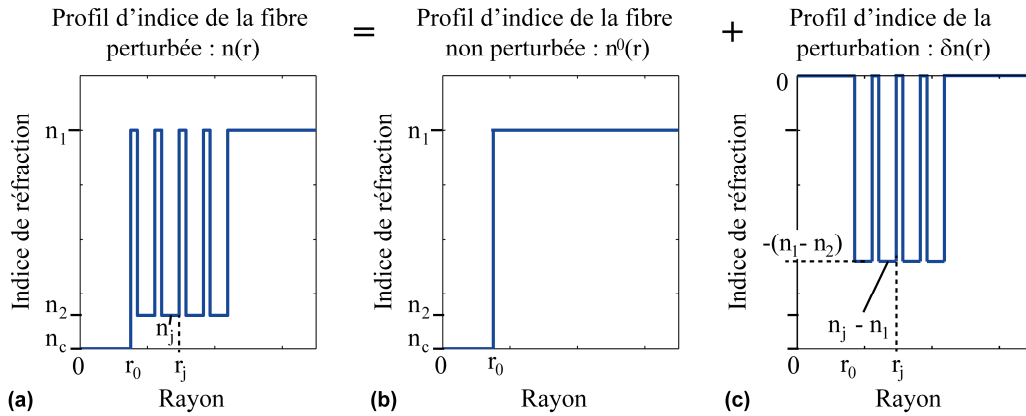 Profil d'indice de la fibre
perturbée : n(r)
=
Profil d'indice de la fibre
non perturbée : n⁰(r)
+
Profil d'indice de la
perturbation : δn(r)
Indice de réfraction
n₁
n₂
n_c
n_j
0
r₀
r_j
(a)
Rayon
Indice de réfraction
n₁
n₂
n_c
0
r₀
(b)
Rayon
Indice de réfraction
0
-(n₁- n₂)
n_j - n₁
0
r₀
r_j
(c)
Rayon